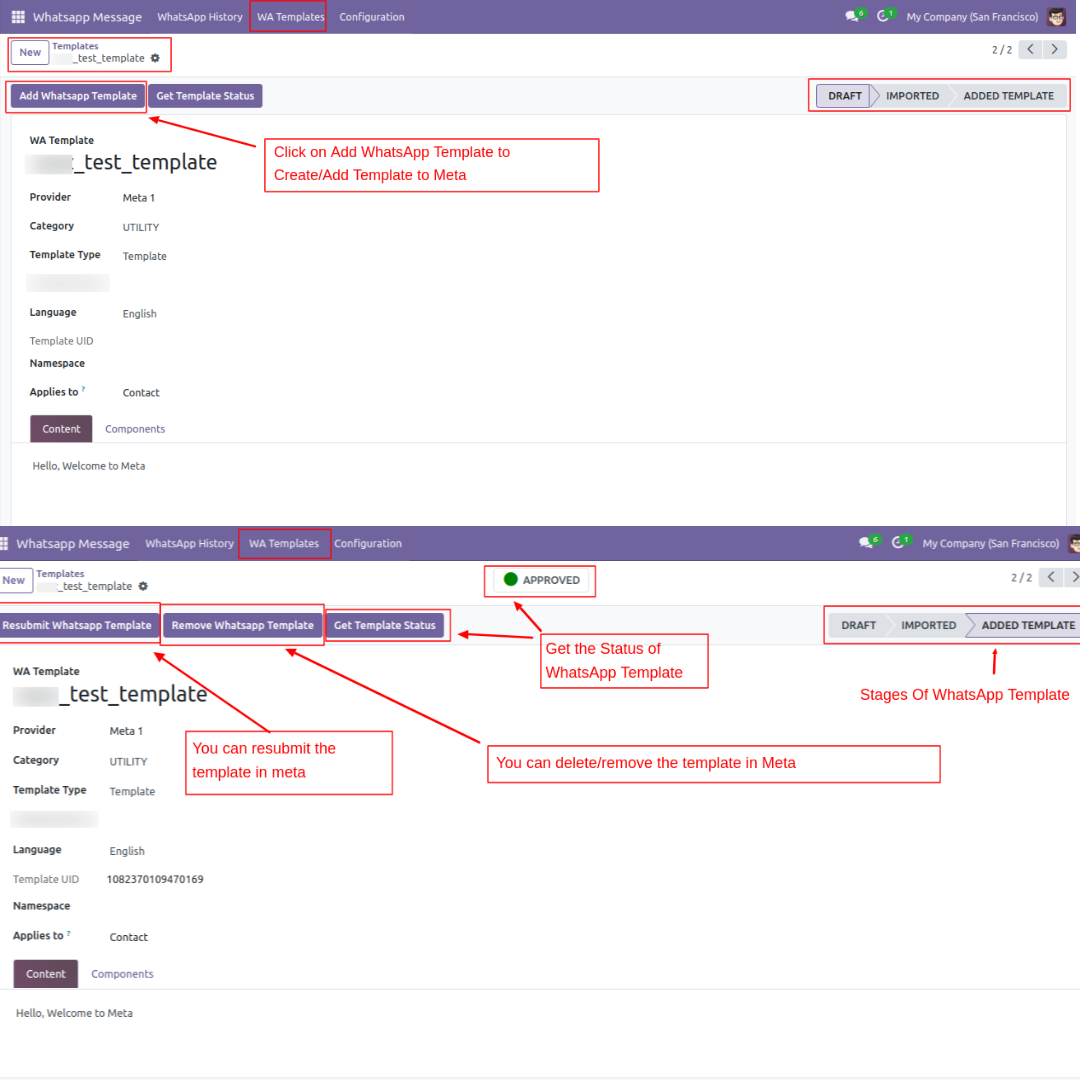 Whatsapp Message WhatsApp History WA Templates Configuration 6 1 My Company (San Francisco)
New Templates 2 / 2
_test_template
Add Whatsapp Template Get Template Status DRAFT IMPORTED ADDED TEMPLATE
Click on Add WhatsApp Template to
Create/Add Template to Meta
WA Template
_test_template
Provider Meta 1
Category UTILITY
Template Type Template
Language English
Template UID
Namespace
Applies to ? Contact
Content Components
Hello, Welcome to Meta
Whatsapp Message WhatsApp History WA Templates Configuration 6 1 My Company (San Francisco)
New Templates APPROVED 2 / 2
_test_template
Resubmit Whatsapp Template Remove Whatsapp Template Get Template Status DRAFT IMPORTED ADDED TEMPLATE
Get the Status of
WhatsApp Template
Stages Of WhatsApp Template
WA Template
_test_template
Provider Meta 1
You can resubmit the
template in meta
You can delete/remove the template in Meta
Category UTILITY
Template Type Template
Language English
Template UID 1082370109470169
Namespace
Applies to ? Contact
Content Components
Hello, Welcome to Meta